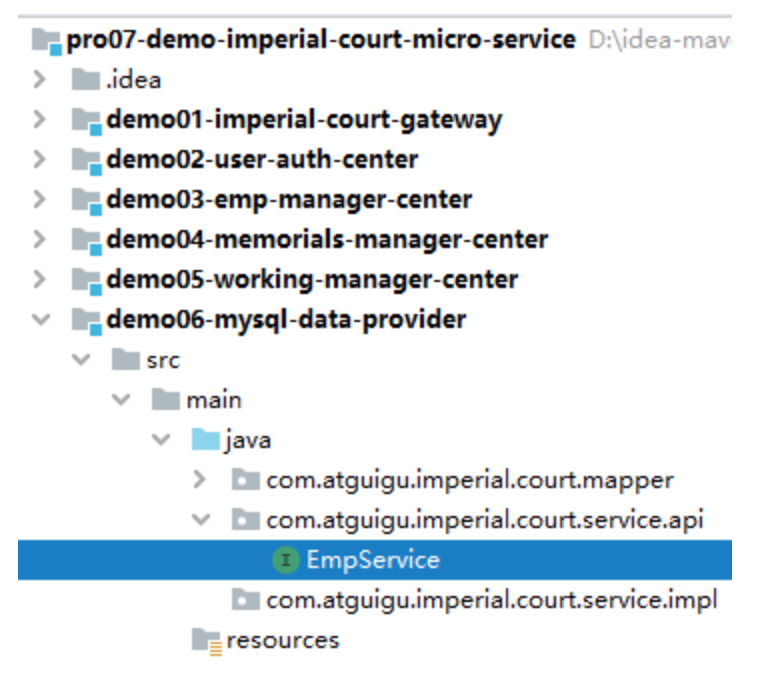 pro07-demo-imperial-court-micro-service D:\idea-mav
.idea
demo01-imperial-court-gateway
demo02-user-auth-center
demo03-emp-manager-center
demo04-memorials-manager-center
demo05-working-manager-center
demo06-mysql-data-provider
src
main
java
com.atguigu.imperial.court.mapper
com.atguigu.imperial.court.service.api
I EmpService
com.atguigu.imperial.court.service.impl
resources